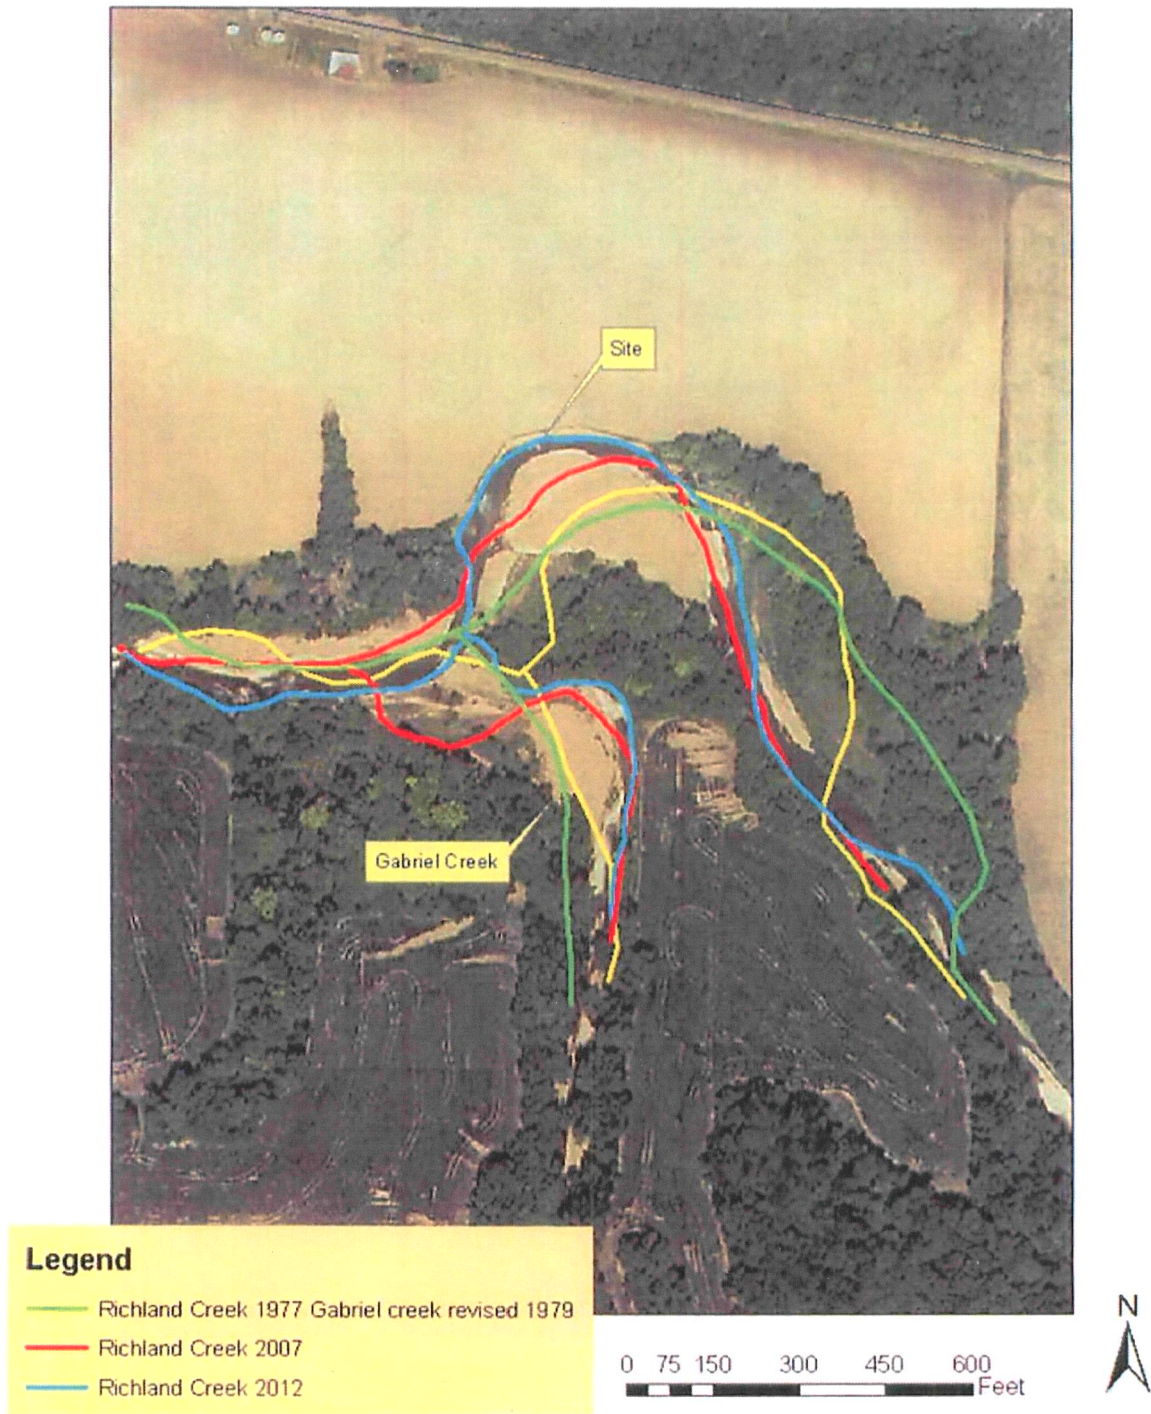 Site
Gabriel Creek
Legend
Richland Creek 1977 Gabriel creek revised 1979
Richland Creek 2007
Richland Creek 2012
N
0 75 150 300 450 600
Feet